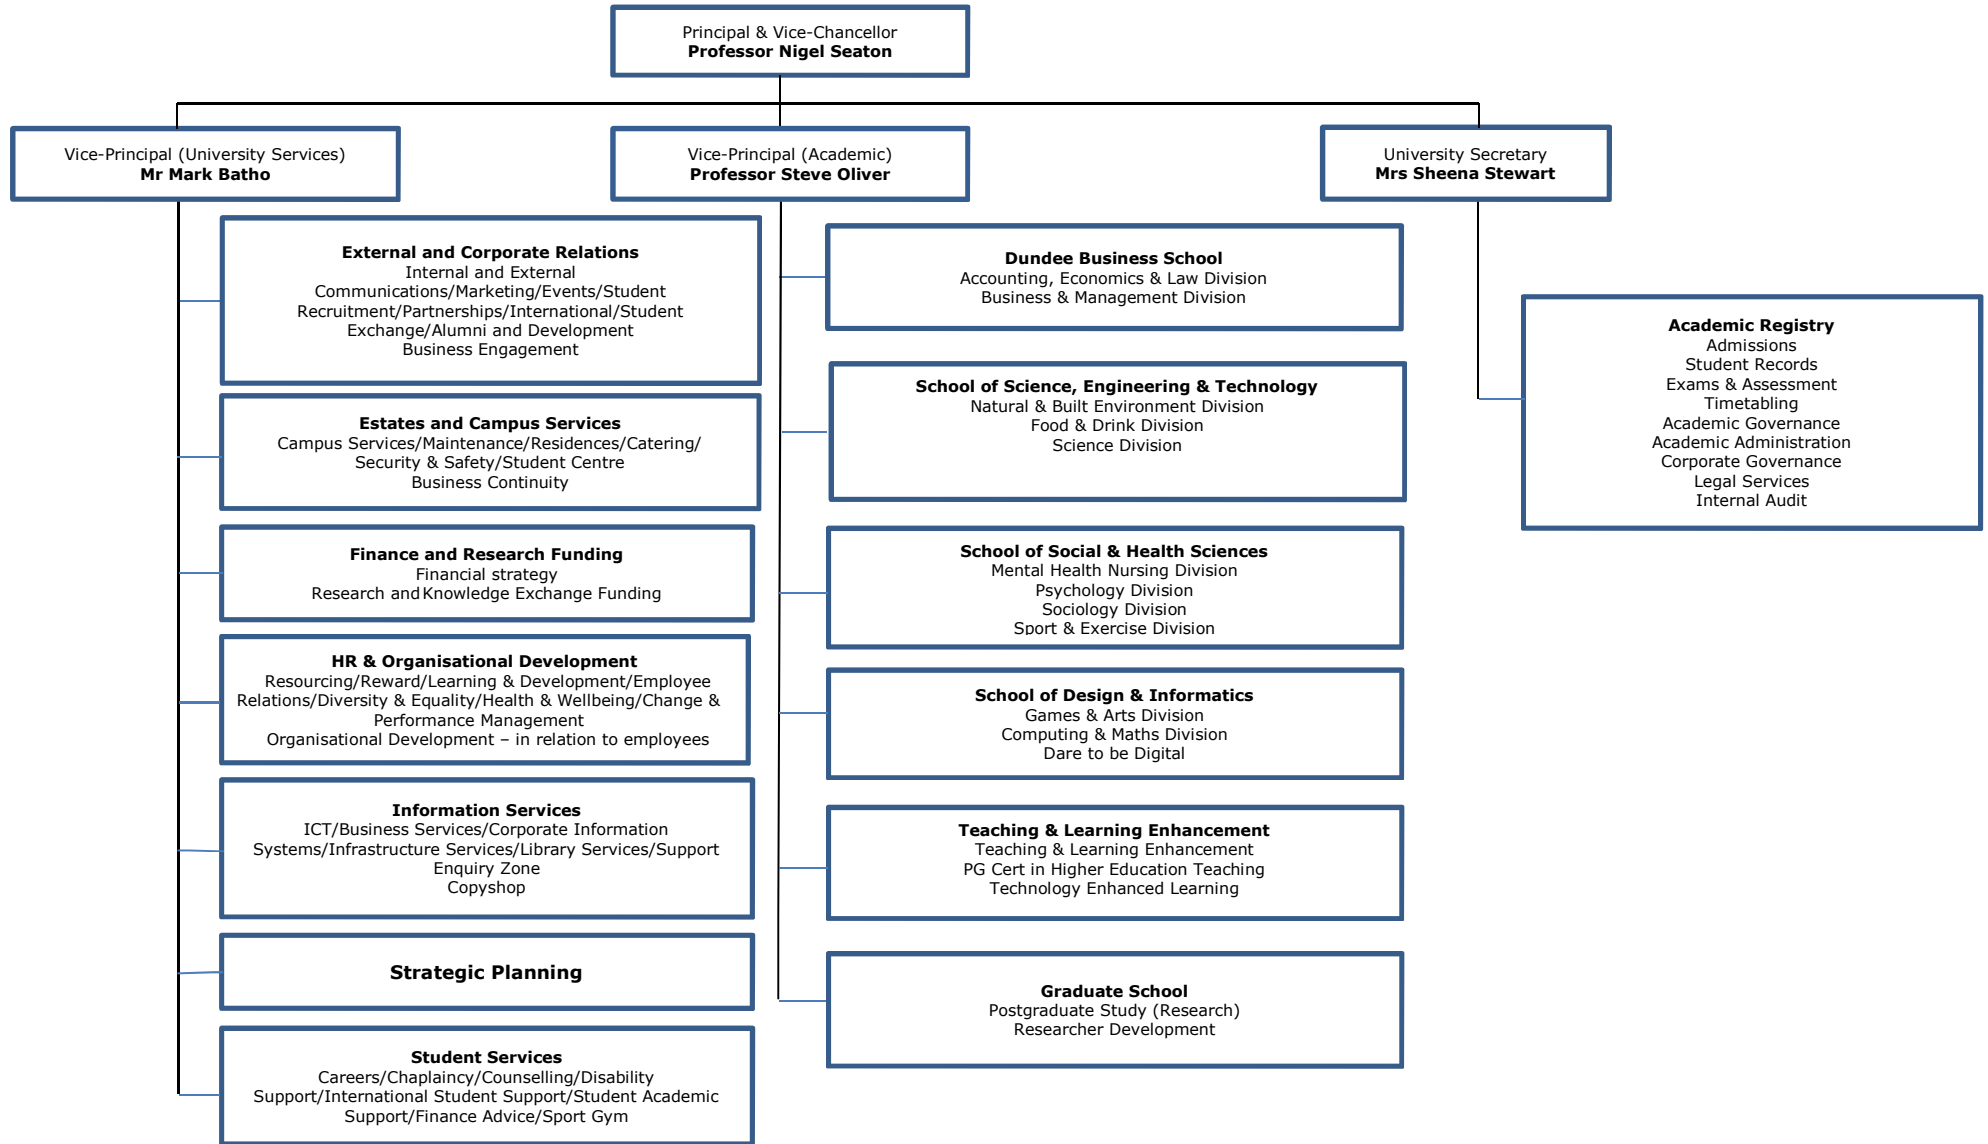 Principal & Vice-Chancellor
Professor Nigel Seaton
Vice-Principal (University Services)
Mr Mark Batho
Vice-Principal (Academic)
Professor Steve Oliver
University Secretary
Mrs Sheena Stewart
External and Corporate Relations
Internal and External
Communications/Marketing/Events/Student
Recruitment/Partnerships/International/Student
Exchange/Alumni and Development
Business Engagement
Estates and Campus Services
Campus Services/Maintenance/Residences/Catering/
Security & Safety/Student Centre
Business Continuity
Finance and Research Funding
Financial strategy
Research and Knowledge Exchange Funding
HR & Organisational Development
Resourcing/Reward/Learning & Development/Employee
Relations/Diversity & Equality/Health & Wellbeing/Change &
Performance Management
Organisational Development – in relation to employees
Information Services
ICT/Business Services/Corporate Information
Systems/Infrastructure Services/Library Services/Support
Enquiry Zone
Copyshop
Strategic Planning
Student Services
Careers/Chaplaincy/Counselling/Disability
Support/International Student Support/Student Academic
Support/Finance Advice/Sport Gym
Dundee Business School
Accounting, Economics & Law Division
Business & Management Division
School of Science, Engineering & Technology
Natural & Built Environment Division
Food & Drink Division
Science Division
School of Social & Health Sciences
Mental Health Nursing Division
Psychology Division
Sociology Division
Sport & Exercise Division
School of Design & Informatics
Games & Arts Division
Computing & Maths Division
Dare to be Digital
Teaching & Learning Enhancement
Teaching & Learning Enhancement
PG Cert in Higher Education Teaching
Technology Enhanced Learning
Graduate School
Postgraduate Study (Research)
Researcher Development
Academic Registry
Admissions
Student Records
Exams & Assessment
Timetabling
Academic Governance
Academic Administration
Corporate Governance
Legal Services
Internal Audit